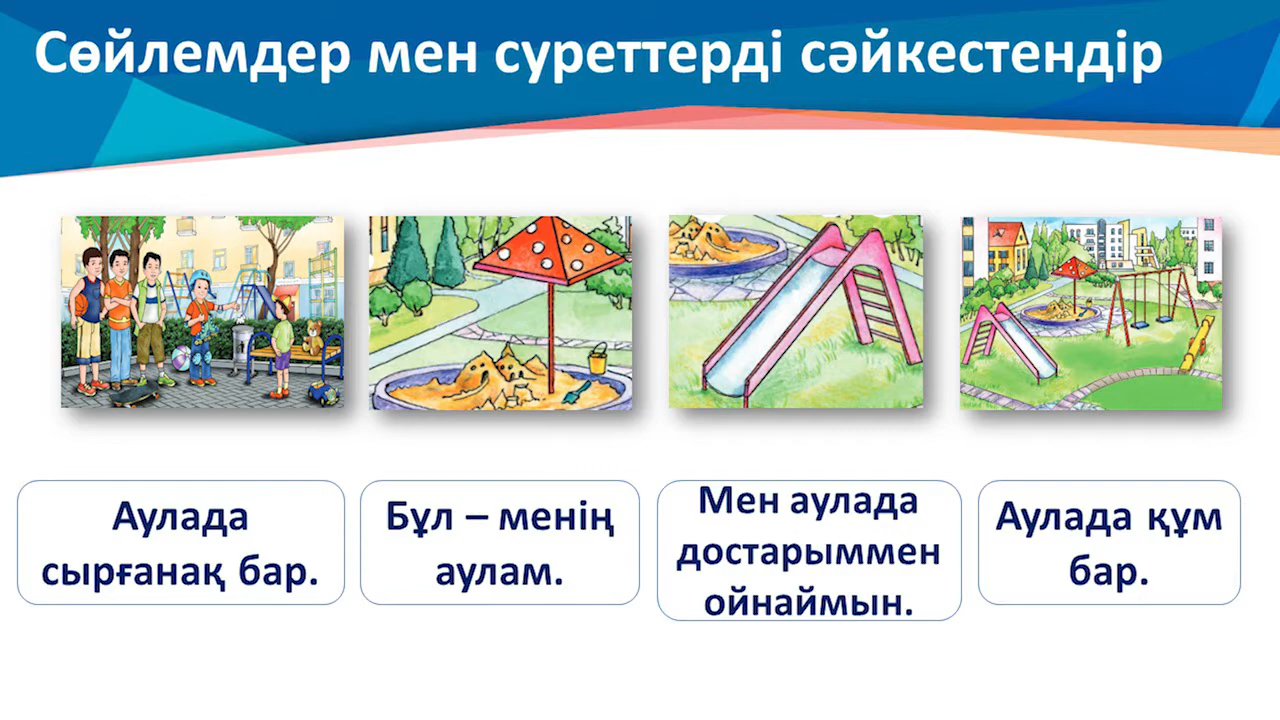 Сөйлемдер мен суреттерді сәйкестендір
Аулада
сырғанақ бар.
Бұл – менің
аулам.
Мен аулада
достарыммен
ойнаймын.
Аулада құм
бар.